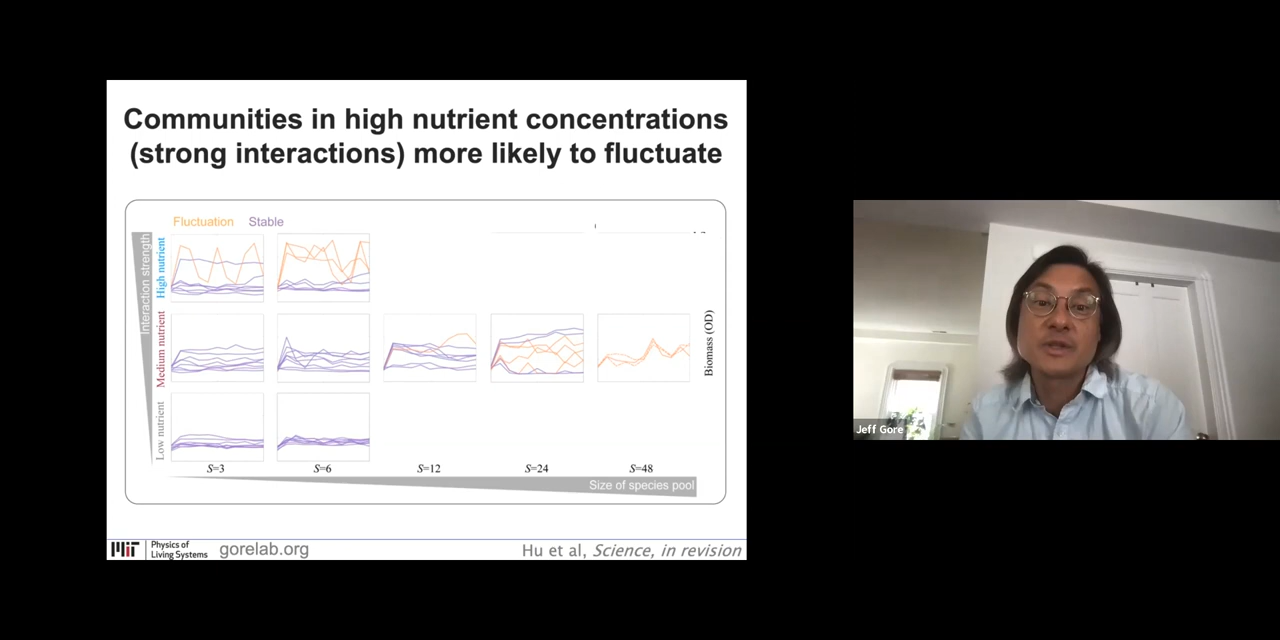 Communities in high nutrient concentrations
(strong interactions) more likely to fluctuate
Fluctuation Stable
Interaction strength
High nutrient
Medium nutrient
Low nutrient
Biomass (OD)
S=3 S=6 S=12 S=24 S=48
Size of species pool
MIT Physics of
Living Systems
gorelab.org
Hu et al, Science, in revision
Jeff Gore